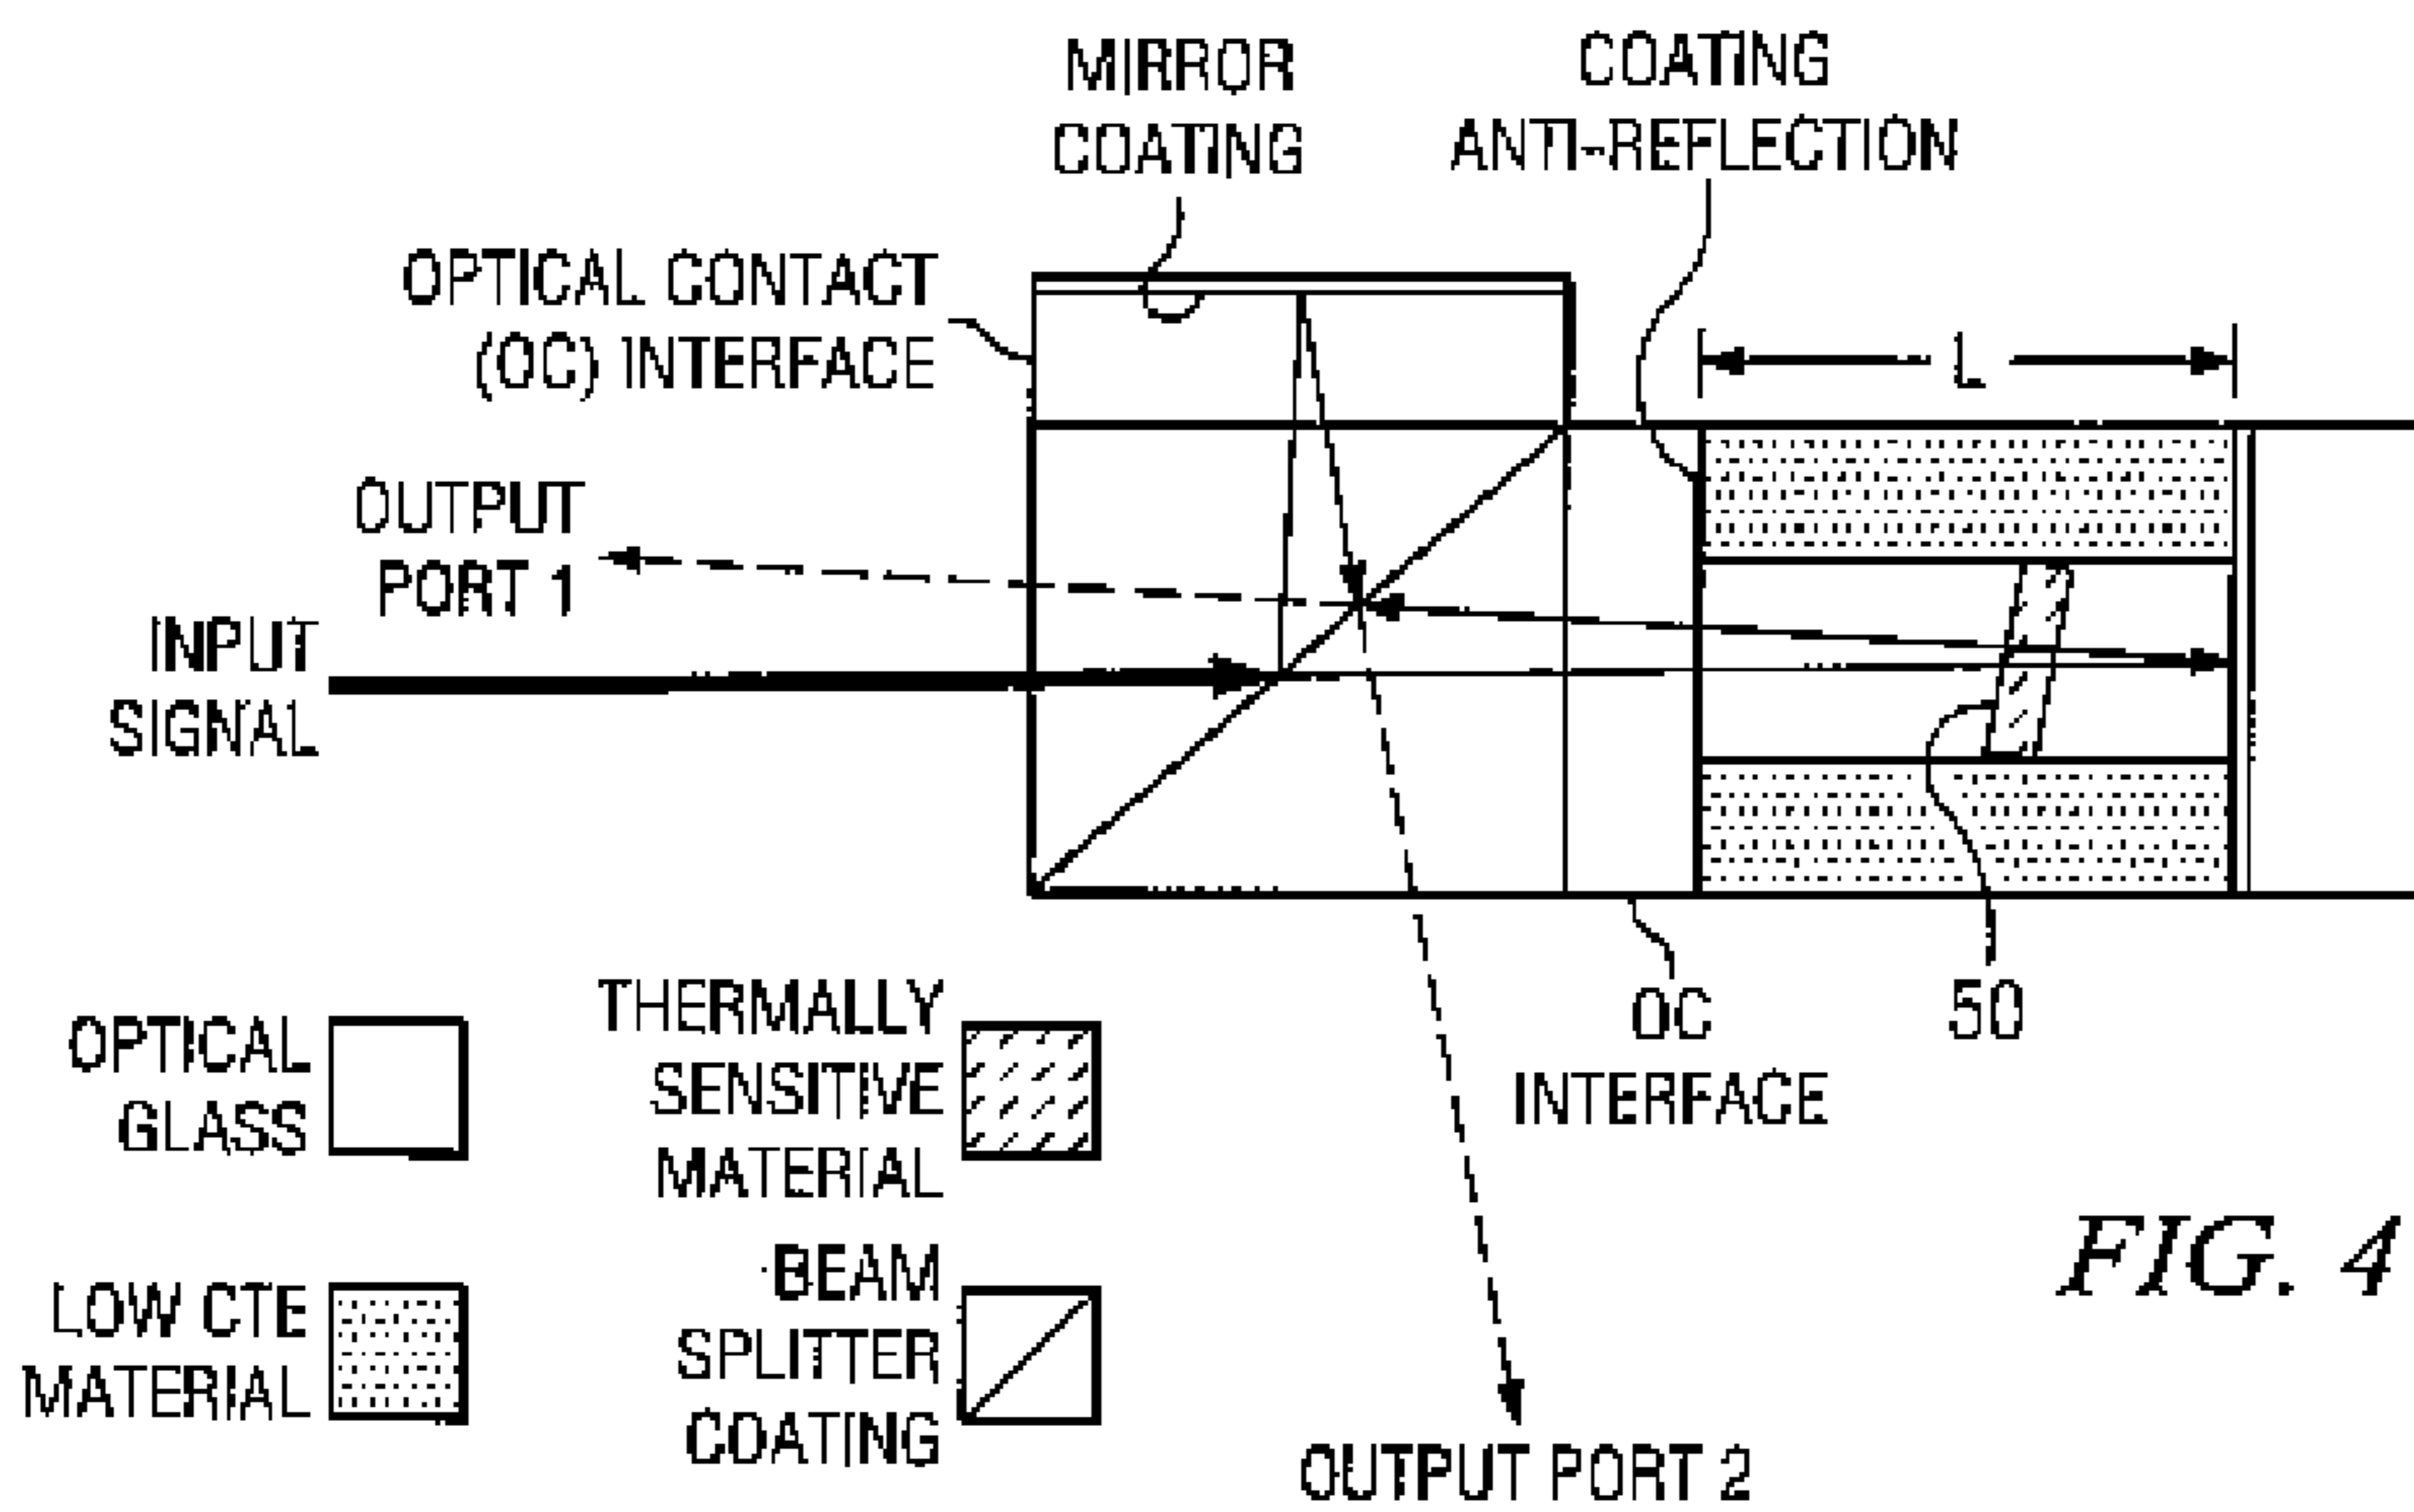 MIRROR
COATING
COATING
ANTI-REFLECTION
OPTICAL CONTACT
(OC) INTERFACE
L
OUTPUT
PORT 1
INPUT
SIGNAL
OC
INTERFACE
50
OPTICAL
GLASS
THERMALLY
SENSITIVE
MATERIAL
LOW CTE
MATERIAL
BEAM
SPLITTER
COATING
OUTPUT PORT 2
FIG. 4